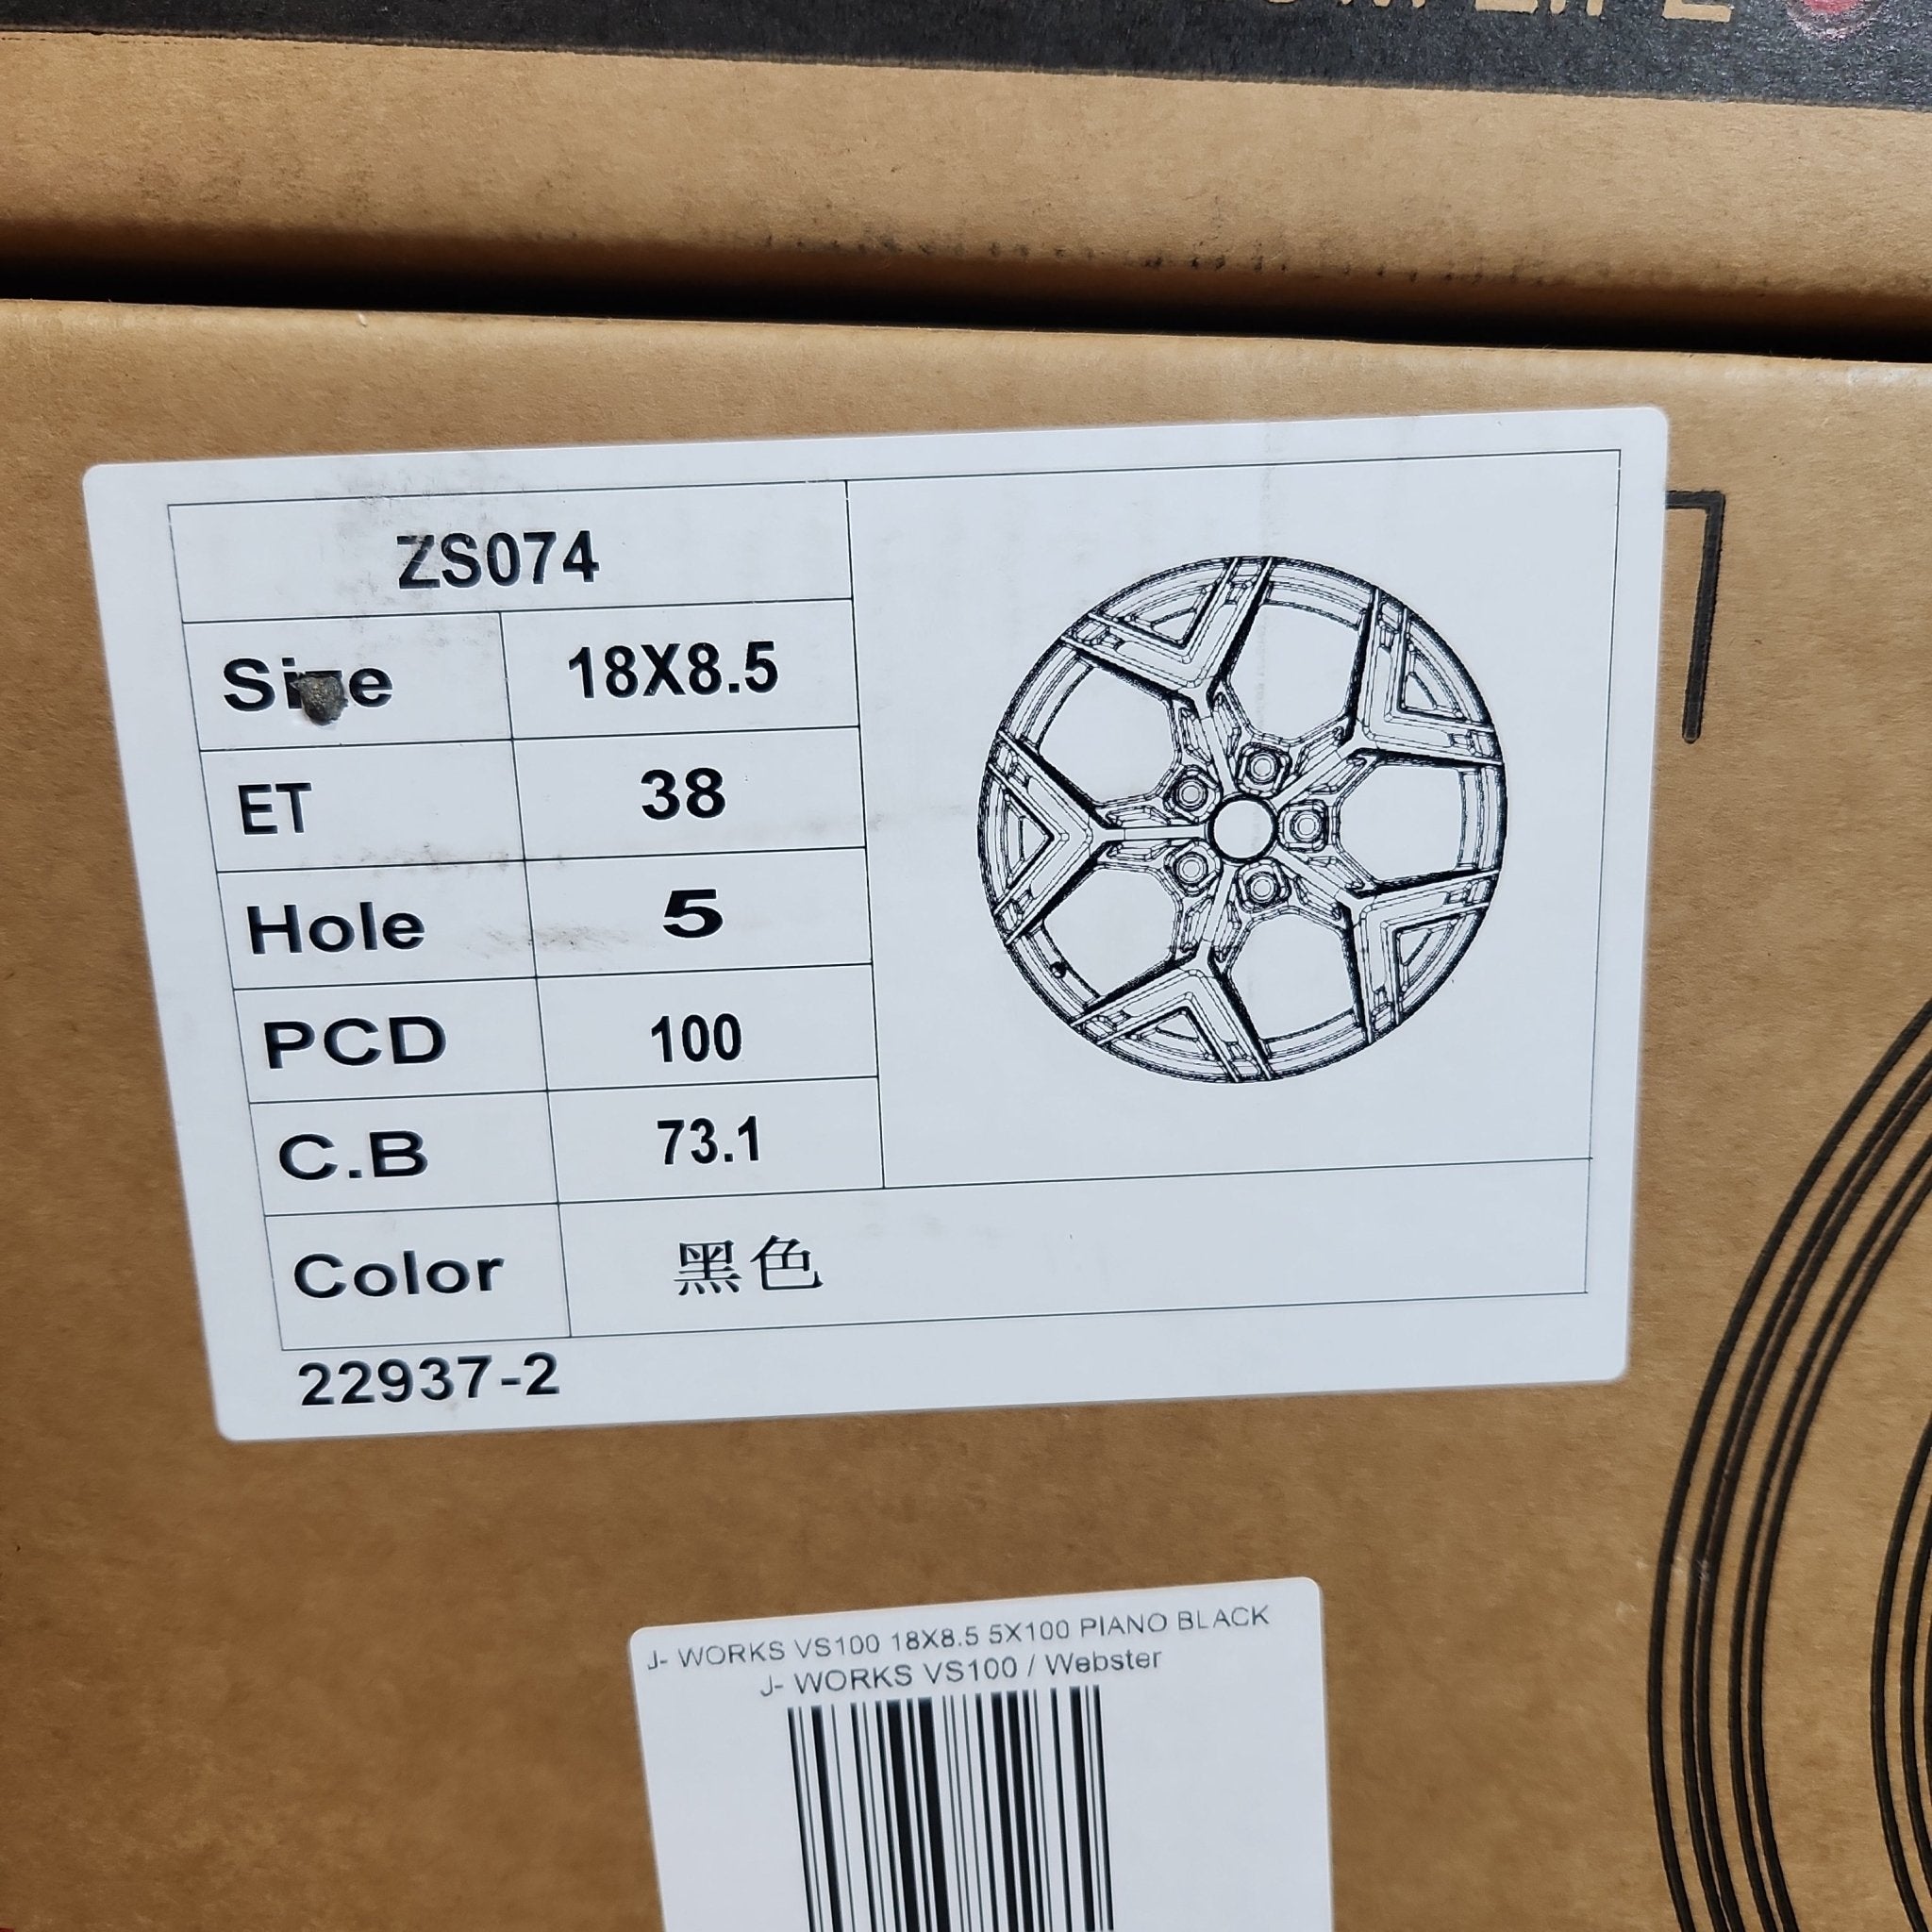 ZS074
Size 18X8.5
ET 38
Hole 5
PCD 100
C.B 73.1
Color 黑色
22937-2
J- WORKS VS100 18X8.5 5X100 PIANO BLACK
J- WORKS VS100 / Webster